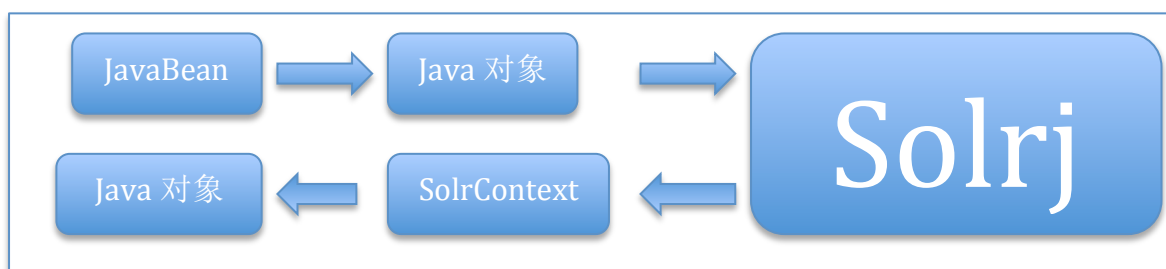 JavaBean
Java 对象
Solrj
Java 对象
SolrContext